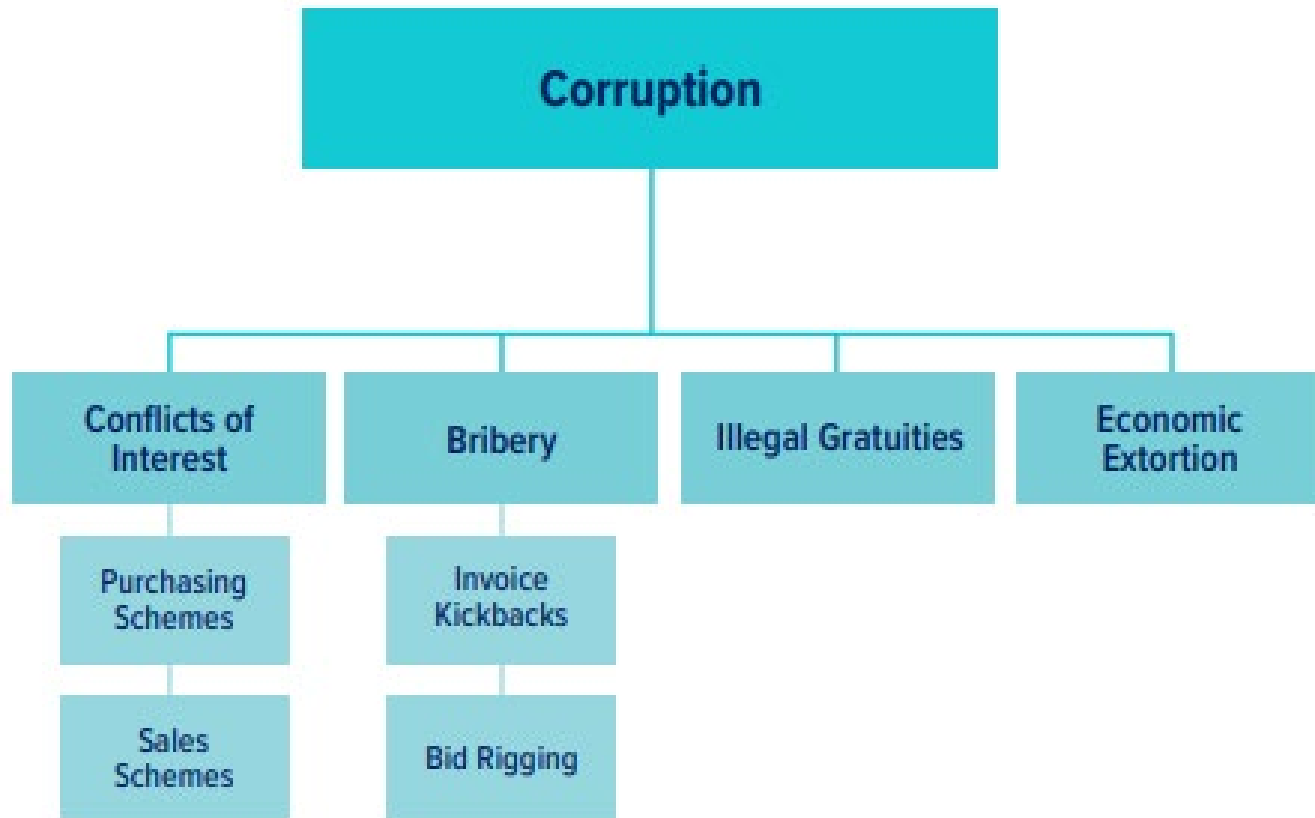 Corruption
Conflicts of
Interest
Bribery
Illegal Gratuities
Economic
Extortion
Purchasing
Schemes
Invoice
Kickbacks
Sales
Schemes
Bid Rigging